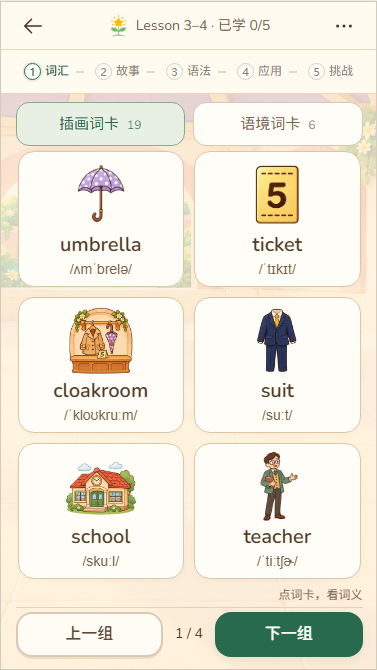 Lesson 3–4 · 已学 0/5
1 词汇 2 故事 3 语法 4 应用 5 挑战
插画词卡 19 语境词卡 6
5
umbrella ticket
/ʌmˈbrelə/ /ˈtɪkɪt/
5
cloakroom suit
/ˈkloʊkruːm/ /suːt/
school teacher
/skuːl/ /ˈtiːtʃɚ/
点词卡，看词义
上一组 1 / 4 下一组